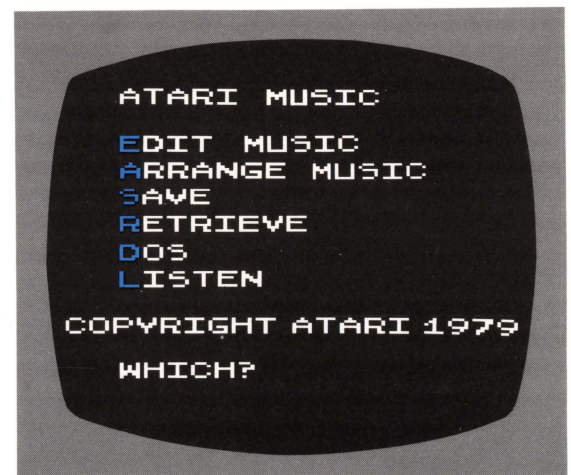 ATARI MUSIC
EDIT MUSIC
ARRANGE MUSIC
SAVE
RETRIEVE
DOS
LISTEN
COPYRIGHT ATARI 1979
WHICH?